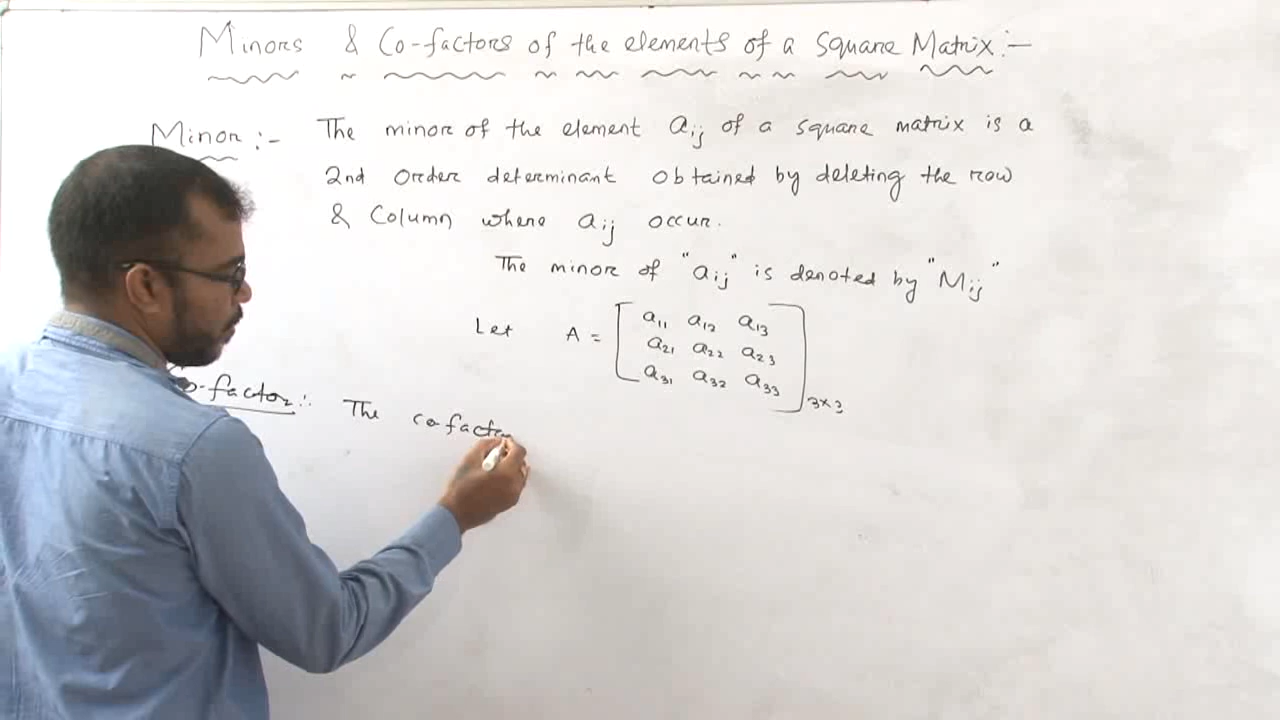 Minors & Co-factors of the elements of a square Matrix :-
Minor :- The minor of the element aij of a square matrix is a
2nd order determinant obtained by deleting the row
& Column where aij occur.
The minor of "aij" is denoted by "Mij"
Let A = [ a11 a12 a13
a21 a22 a23
a31 a32 a33 ] 3x3
o-factor :. The cofacto